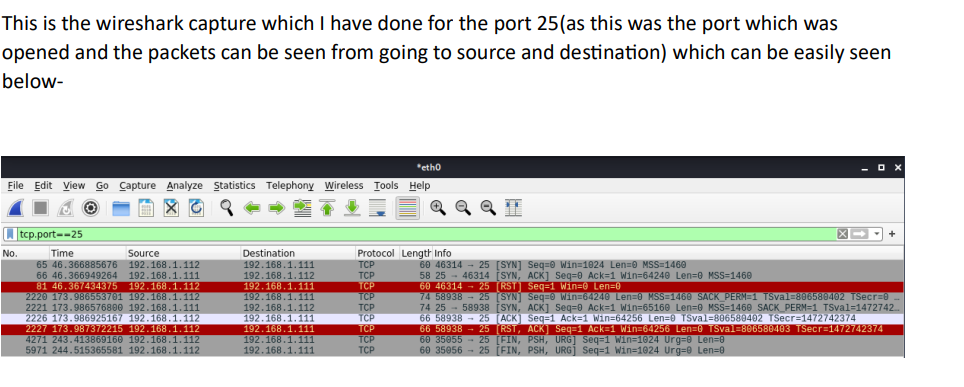 This is the wireshark capture which I have done for the port 25(as this was the port which was
opened and the packets can be seen from going to source and destination) which can be easily seen
below-
*eth0
File Edit View Go Capture Analyze Statistics Telephony Wireless Tools Help
tcp.port==25
No. Time Source Destination Protocol Length Info
65 46.366885676 192.168.1.112 192.168.1.111 TCP 60 46314 → 25 [SYN] Seq=0 Win=1024 Len=0 MSS=1460
66 46.366949264 192.168.1.111 192.168.1.112 TCP 58 25 → 46314 [SYN, ACK] Seq=0 Ack=1 Win=64240 Len=0 MSS=1460
81 46.367434375 192.168.1.112 192.168.1.111 TCP 60 46314 → 25 [RST] Seq=1 Win=0 Len=0
2220 173.986553701 192.168.1.112 192.168.1.111 TCP 74 58938 → 25 [SYN] Seq=0 Win=64240 Len=0 MSS=1460 SACK_PERM=1 TSval=806580402 TSecr=0 …
2221 173.986576800 192.168.1.111 192.168.1.112 TCP 74 25 → 58938 [SYN, ACK] Seq=0 Ack=1 Win=65160 Len=0 MSS=1460 SACK_PERM=1 TSval=1472742…
2226 173.986925167 192.168.1.112 192.168.1.111 TCP 66 58938 → 25 [ACK] Seq=1 Ack=1 Win=64256 Len=0 TSval=806580402 TSecr=1472742374
2227 173.987372215 192.168.1.112 192.168.1.111 TCP 66 58938 → 25 [RST, ACK] Seq=1 Ack=1 Win=64256 Len=0 TSval=806580403 TSecr=1472742374
4271 243.413869160 192.168.1.112 192.168.1.111 TCP 60 35055 → 25 [FIN, PSH, URG] Seq=1 Win=1024 Urg=0 Len=0
5971 244.515365581 192.168.1.112 192.168.1.111 TCP 60 35056 → 25 [FIN, PSH, URG] Seq=1 Win=1024 Urg=0 Len=0